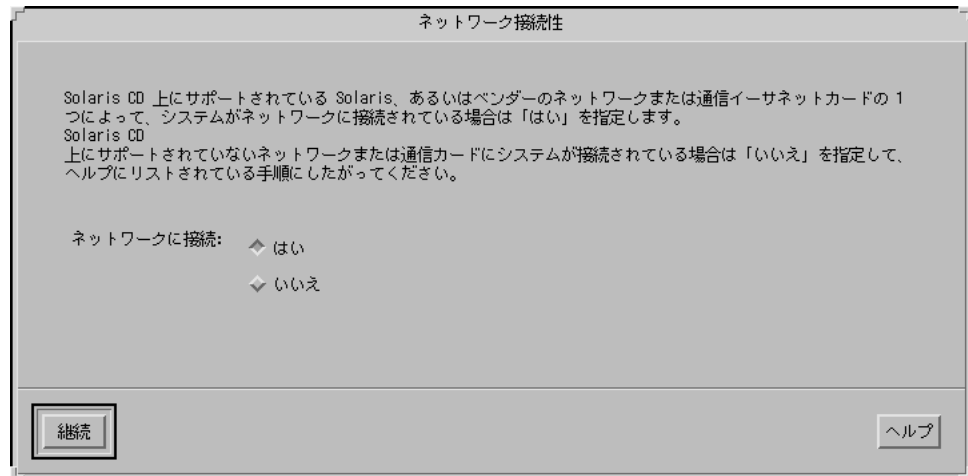 ネットワーク接続性
Solaris CD 上にサポートされている Solaris、あるいはベンダーのネットワークまたは通信イーサネットカードの 1
つによって、システムがネットワークに接続されている場合は「はい」を指定します。
Solaris CD
上にサポートされていないネットワークまたは通信カードにシステムが接続されている場合は「いいえ」を指定して、
ヘルプにリストされている手順にしたがってください。
ネットワークに接続:
はい
いいえ
継続
ヘルプ